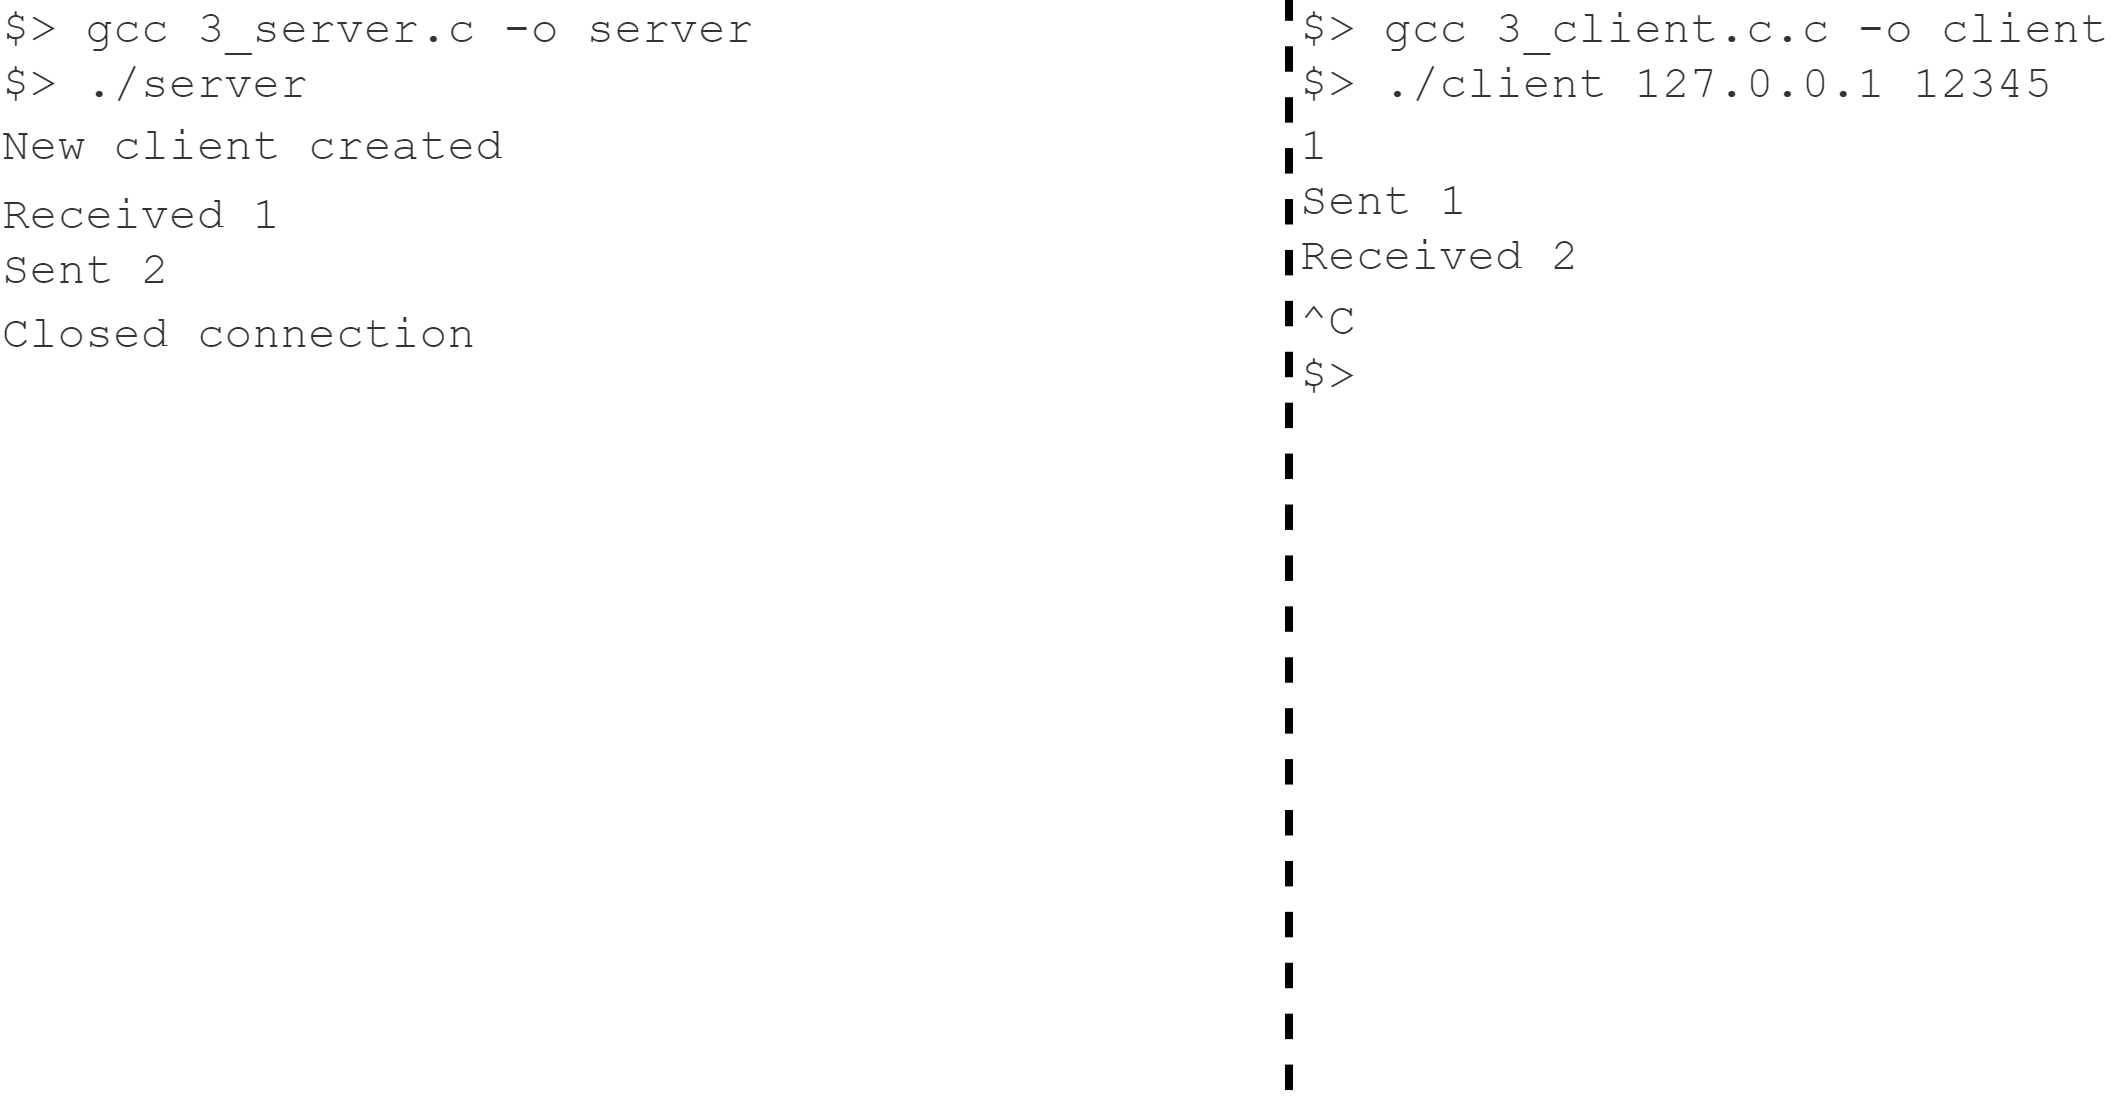 $> gcc 3_server.c -o server
$> ./server
New client created
Received 1
Sent 2
Closed connection
$> gcc 3_client.c.c -o client
$> ./client 127.0.0.1 12345
1
Sent 1
Received 2
^C
$>